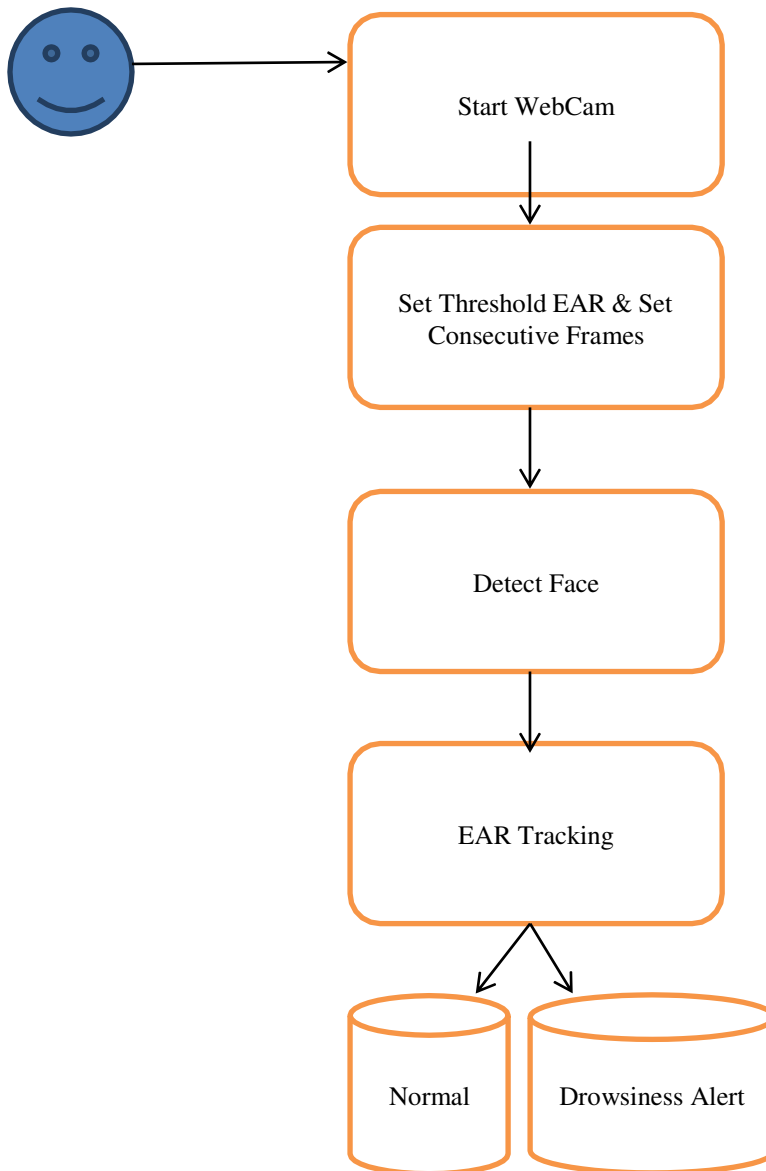 Start WebCam
Set Threshold EAR & Set
Consecutive Frames
Detect Face
EAR Tracking
Normal
Drowsiness Alert